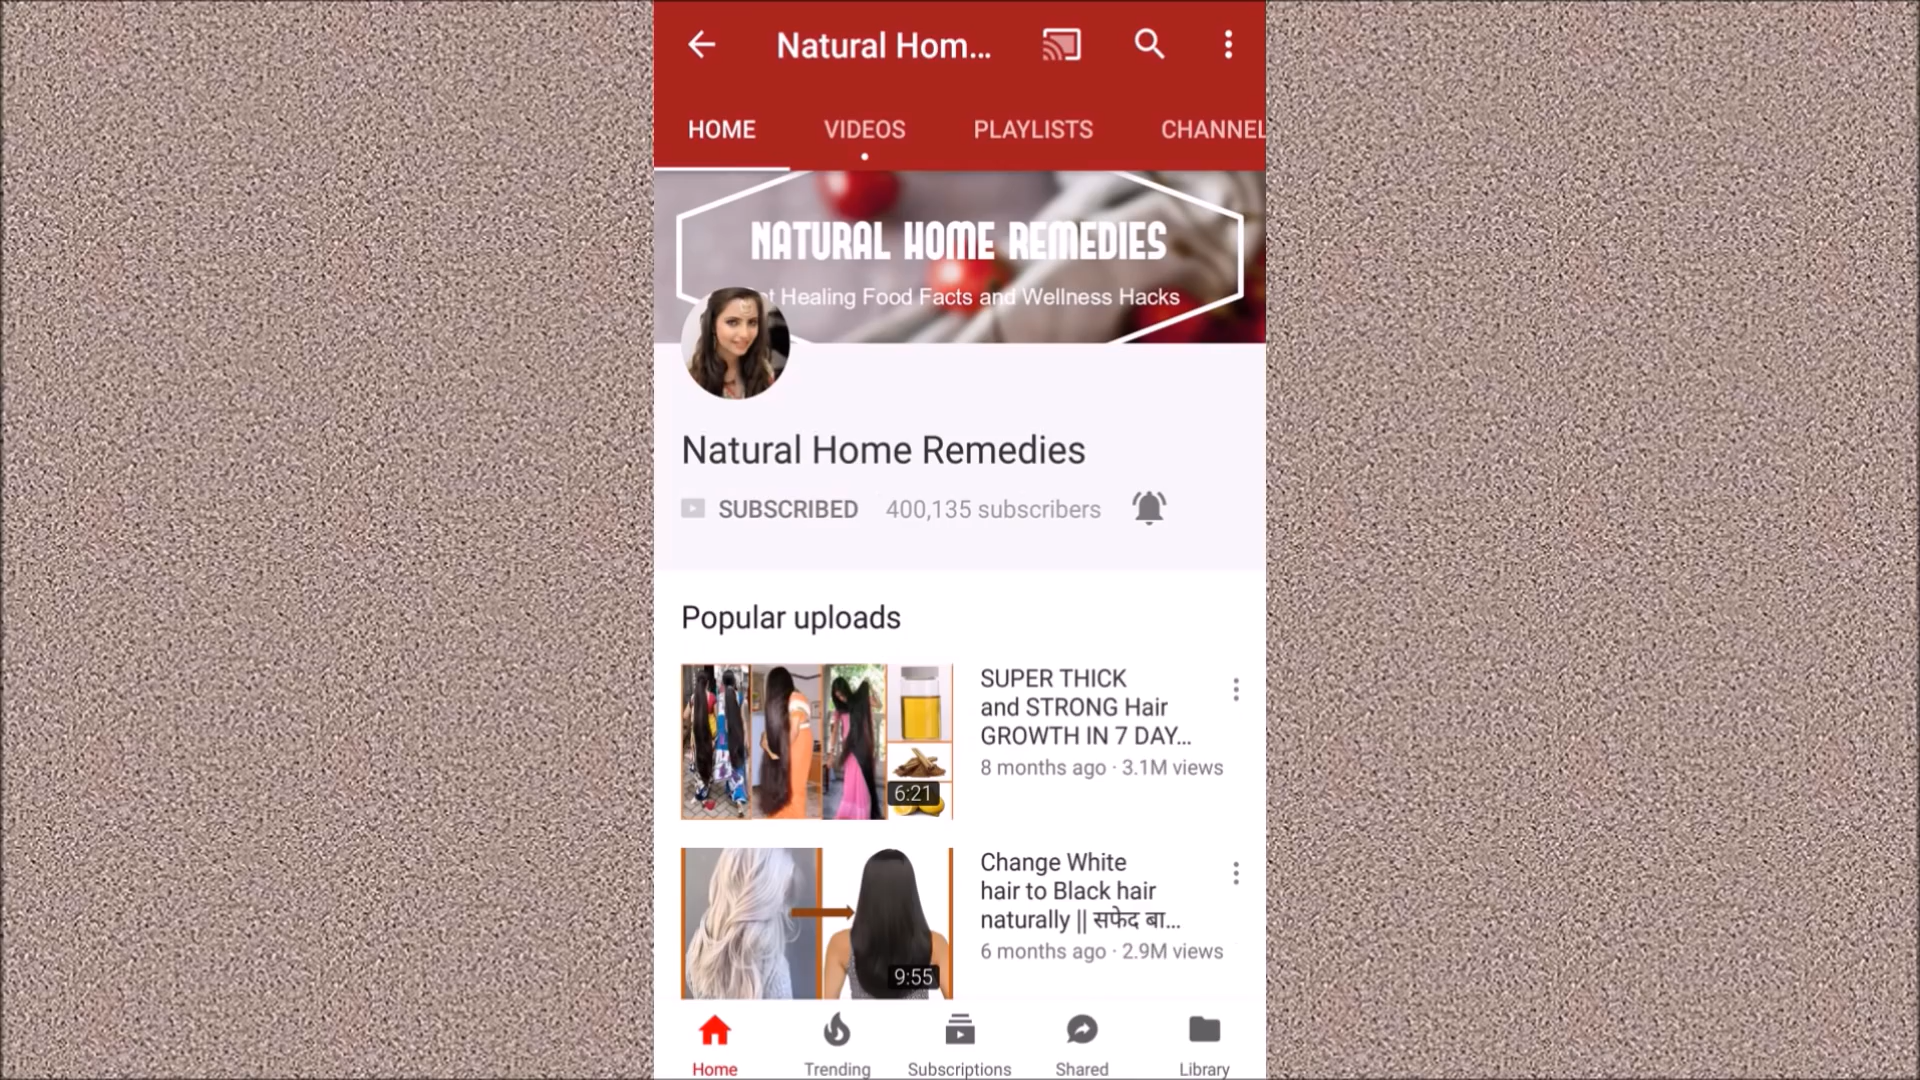 Natural Hom...
HOME VIDEOS PLAYLISTS CHANNEL
NATURAL HOME REMEDIES
Healing Food Facts and Wellness Hacks
Natural Home Remedies
SUBSCRIBED 400,135 subscribers
Popular uploads
SUPER THICK
and STRONG Hair
GROWTH IN 7 DAY...
8 months ago · 3.1M views
6:21
Change White
hair to Black hair
naturally || सफेद बा...
6 months ago · 2.9M views
9:55
Home Trending Subscriptions Shared Library